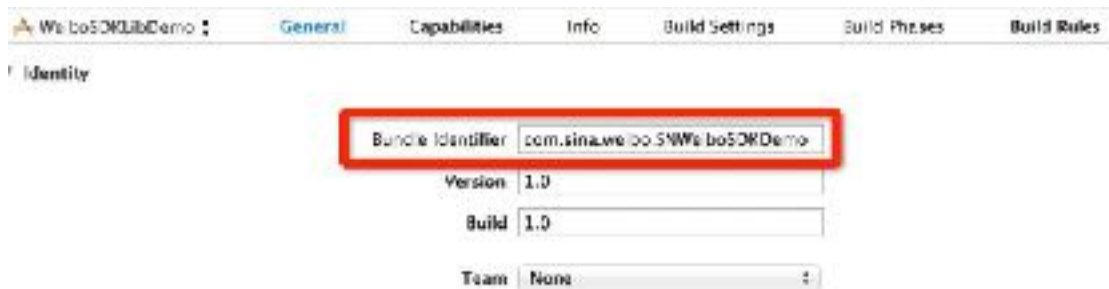 WeiboSDKLibDemo General Capabilities Info Build Settings Build Phases Build Rules
Identity
Bundle Identifier com.sina.weibo.SNWeiboSDKDemo
Version 1.0
Build 1.0
Team None